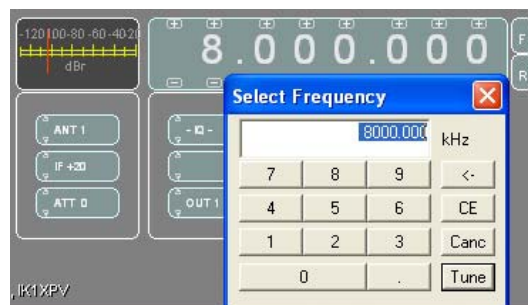 -120 100 -80 -60 -40 20
dBr
8.000.000
F
R
ANT 1
IF +20
ATT 0
- IQ -
OUT 1
Select Frequency
8000.000 kHz
7 8 9 <-
4 5 6 CE
1 2 3 Canc
0 . Tune
, IK1XPV